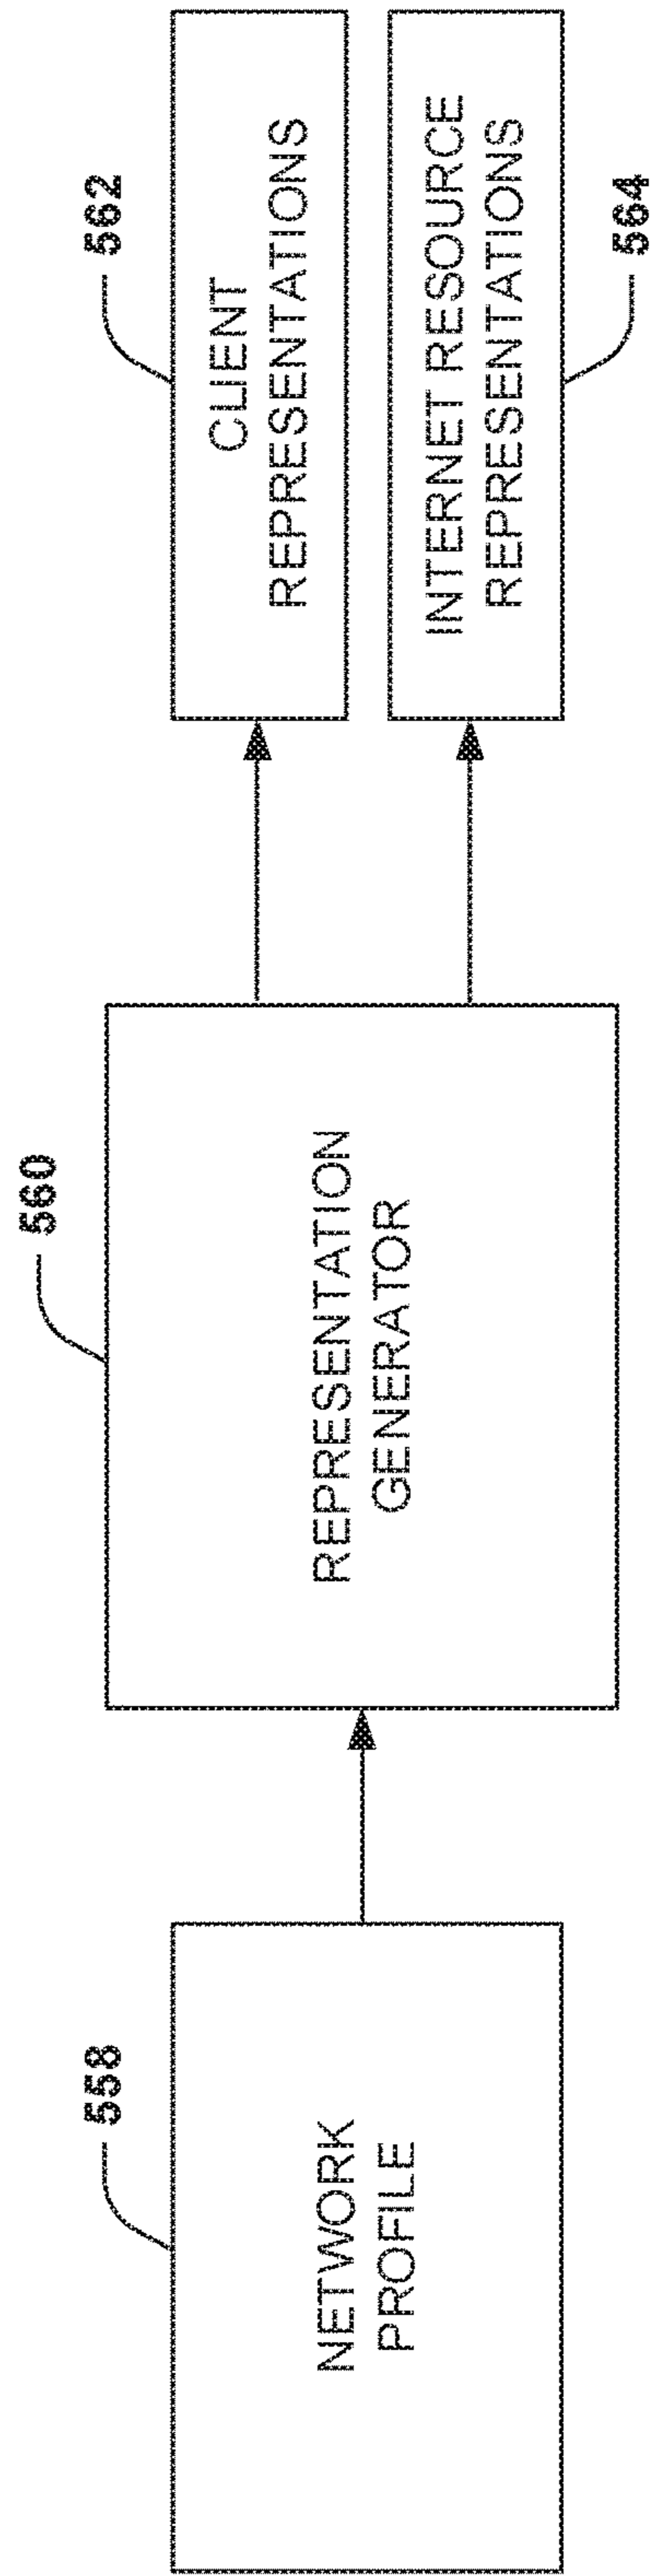 558
NETWORK
PROFILE
560
REPRESENTATION
GENERATOR
562
CLIENT
REPRESENTATIONS
INTERNET RESOURCE
REPRESENTATIONS
564